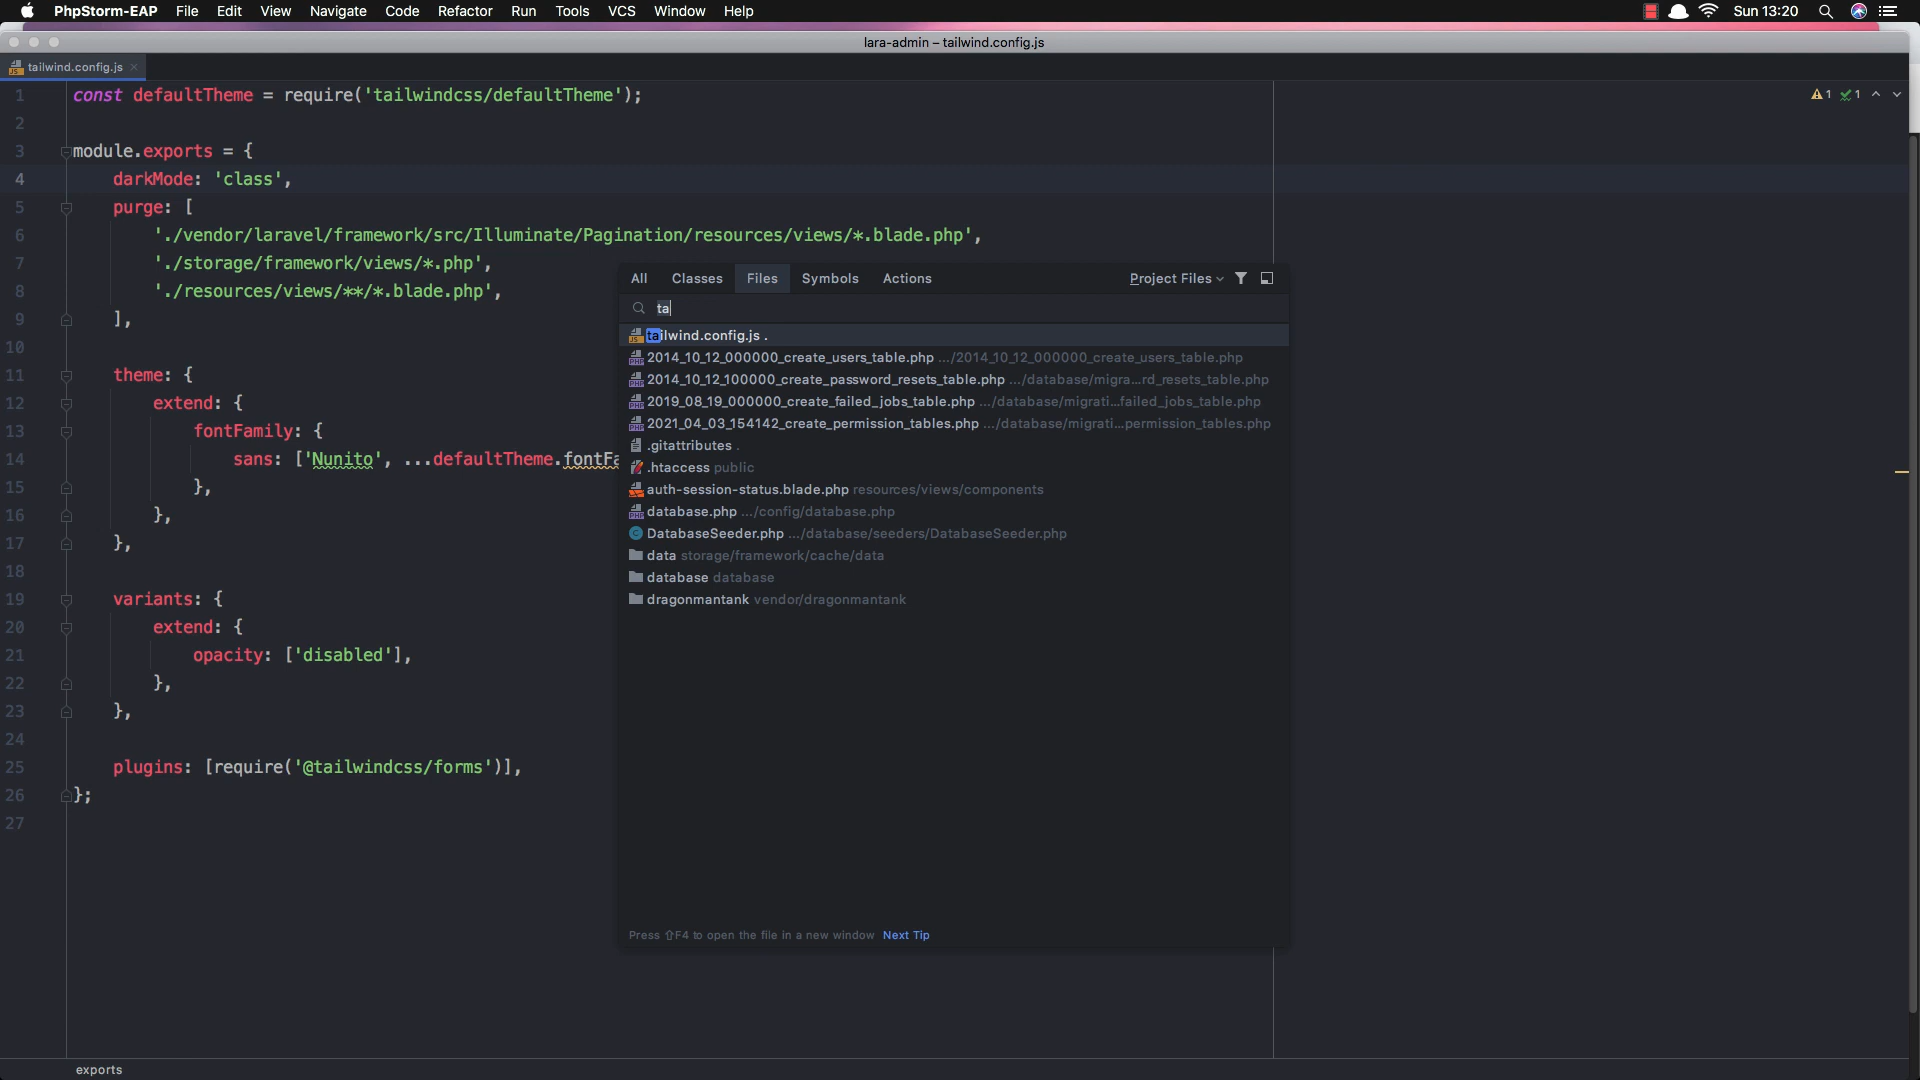 PhpStorm-EAP File Edit View Navigate Code Refactor Run Tools VCS Window Help Sun 13:20
lara-admin – tailwind.config.js
tailwind.config.js
1 const defaultTheme = require('tailwindcss/defaultTheme');
1 1
2
3 module.exports = {
4 darkMode: 'class',
5 purge: [
6 './vendor/laravel/framework/src/Illuminate/Pagination/resources/views/*.blade.php',
7 './storage/framework/views/*.php',
8 './resources/views/**/*.blade.php',
9 ],
10
11 theme: {
12 extend: {
13 fontFamily: {
14 sans: ['Nunito', ...defaultTheme.fontFa
15 },
16 },
17 },
18
19 variants: {
20 extend: {
21 opacity: ['disabled'],
22 },
23 },
24
25 plugins: [require('@tailwindcss/forms')],
26 };
27
All Classes Files Symbols Actions Project Files
ta
tailwind.config.js .
2014_10_12_000000_create_users_table.php .../2014_10_12_000000_create_users_table.php
2014_10_12_100000_create_password_resets_table.php .../database/migra...rd_resets_table.php
2019_08_19_000000_create_failed_jobs_table.php .../database/migrati...failed_jobs_table.php
2021_04_03_154142_create_permission_tables.php .../database/migrati...permission_tables.php
.gitattributes .
.htaccess public
auth-session-status.blade.php resources/views/components
database.php .../config/database.php
DatabaseSeeder.php .../database/seeders/DatabaseSeeder.php
data storage/framework/cache/data
database database
dragonmantank vendor/dragonmantank
Press ⇧F4 to open the file in a new window Next Tip
exports